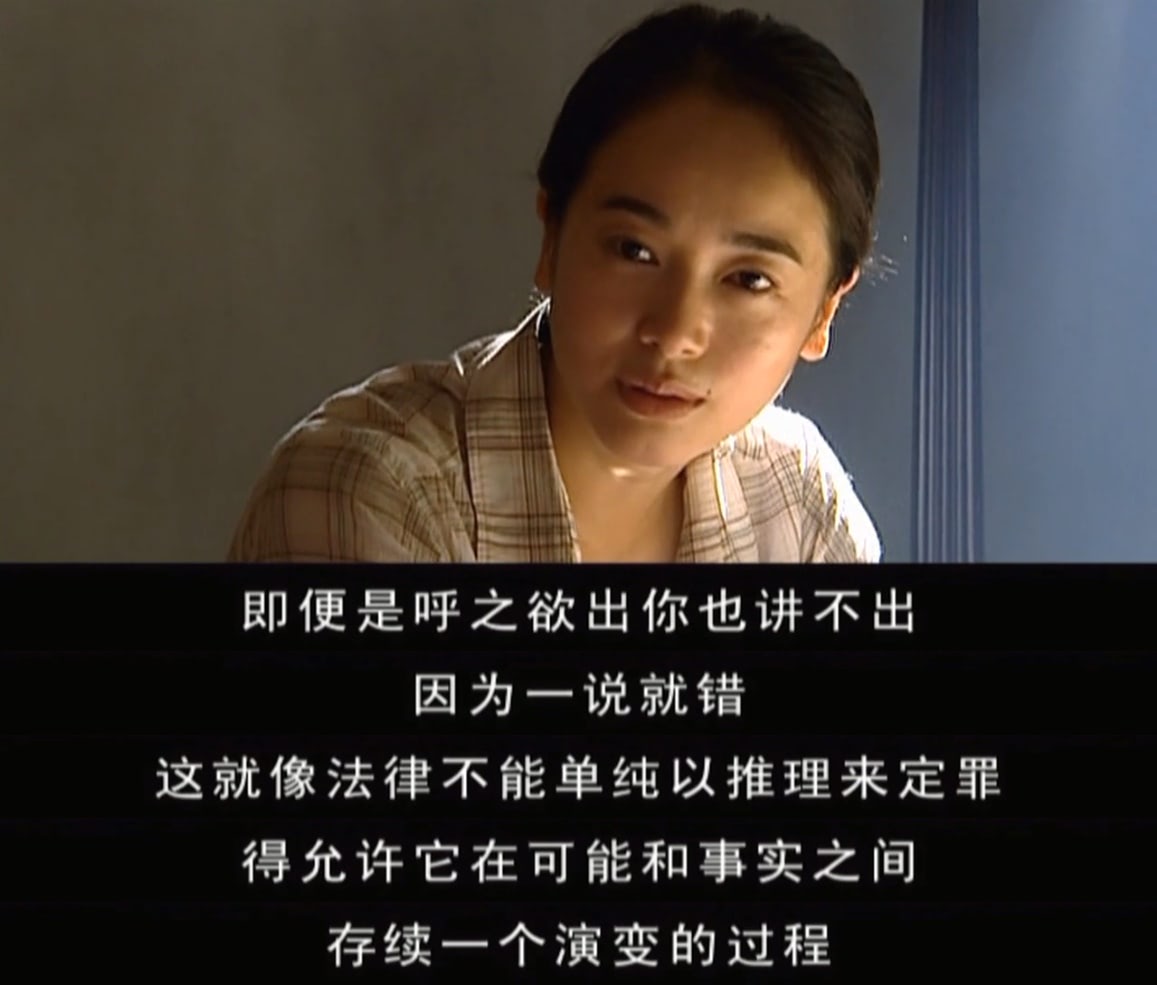 即便是呼之欲出你也讲不出
因为一说就错
这就像法律不能单纯以推理来定罪
得允许它在可能和事实之间
存续一个演变的过程